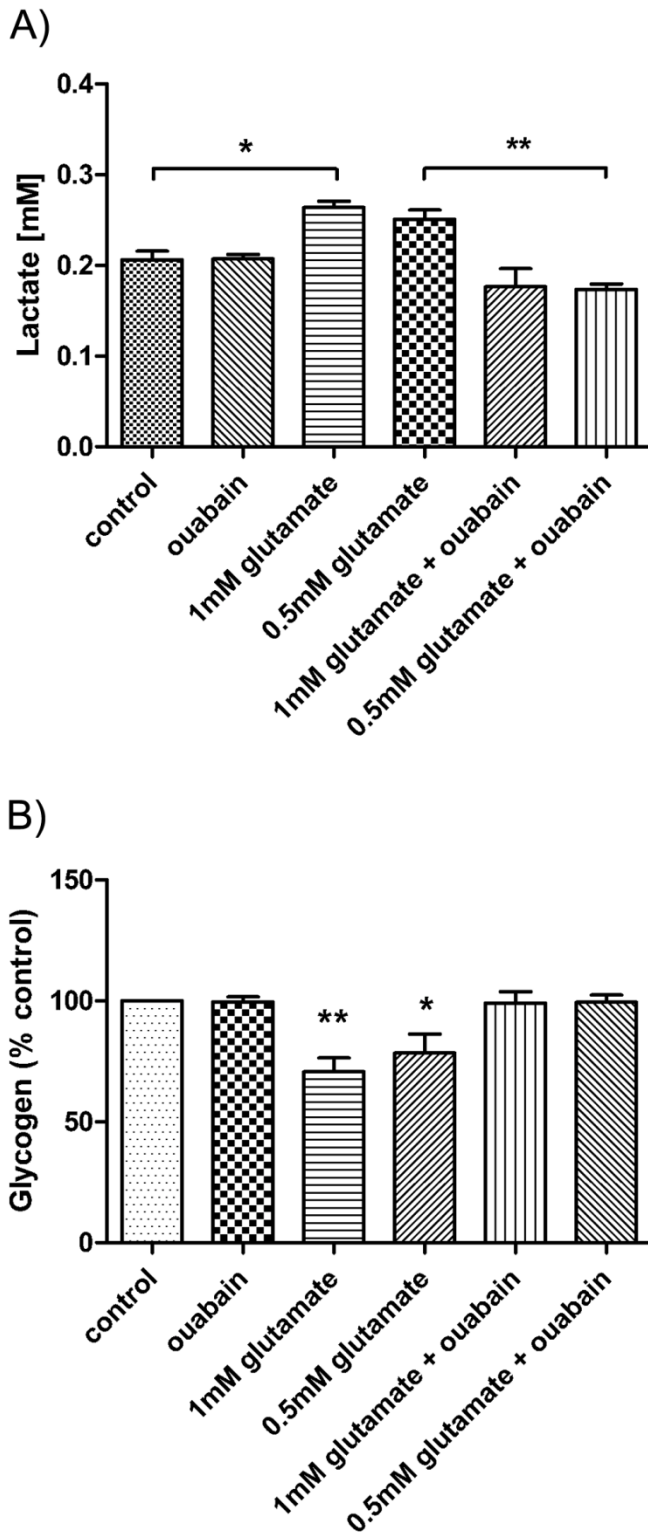 A)
Lactate [mM]
0.4
0.3
0.2
0.1
0.0
*
**
control
ouabain
1mM glutamate
0.5mM glutamate
1mM glutamate + ouabain
0.5mM glutamate + ouabain
B)
Glycogen (% control)
150
100
50
0
**
*
control
ouabain
1mM glutamate
0.5mM glutamate
1mM glutamate + ouabain
0.5mM glutamate + ouabain